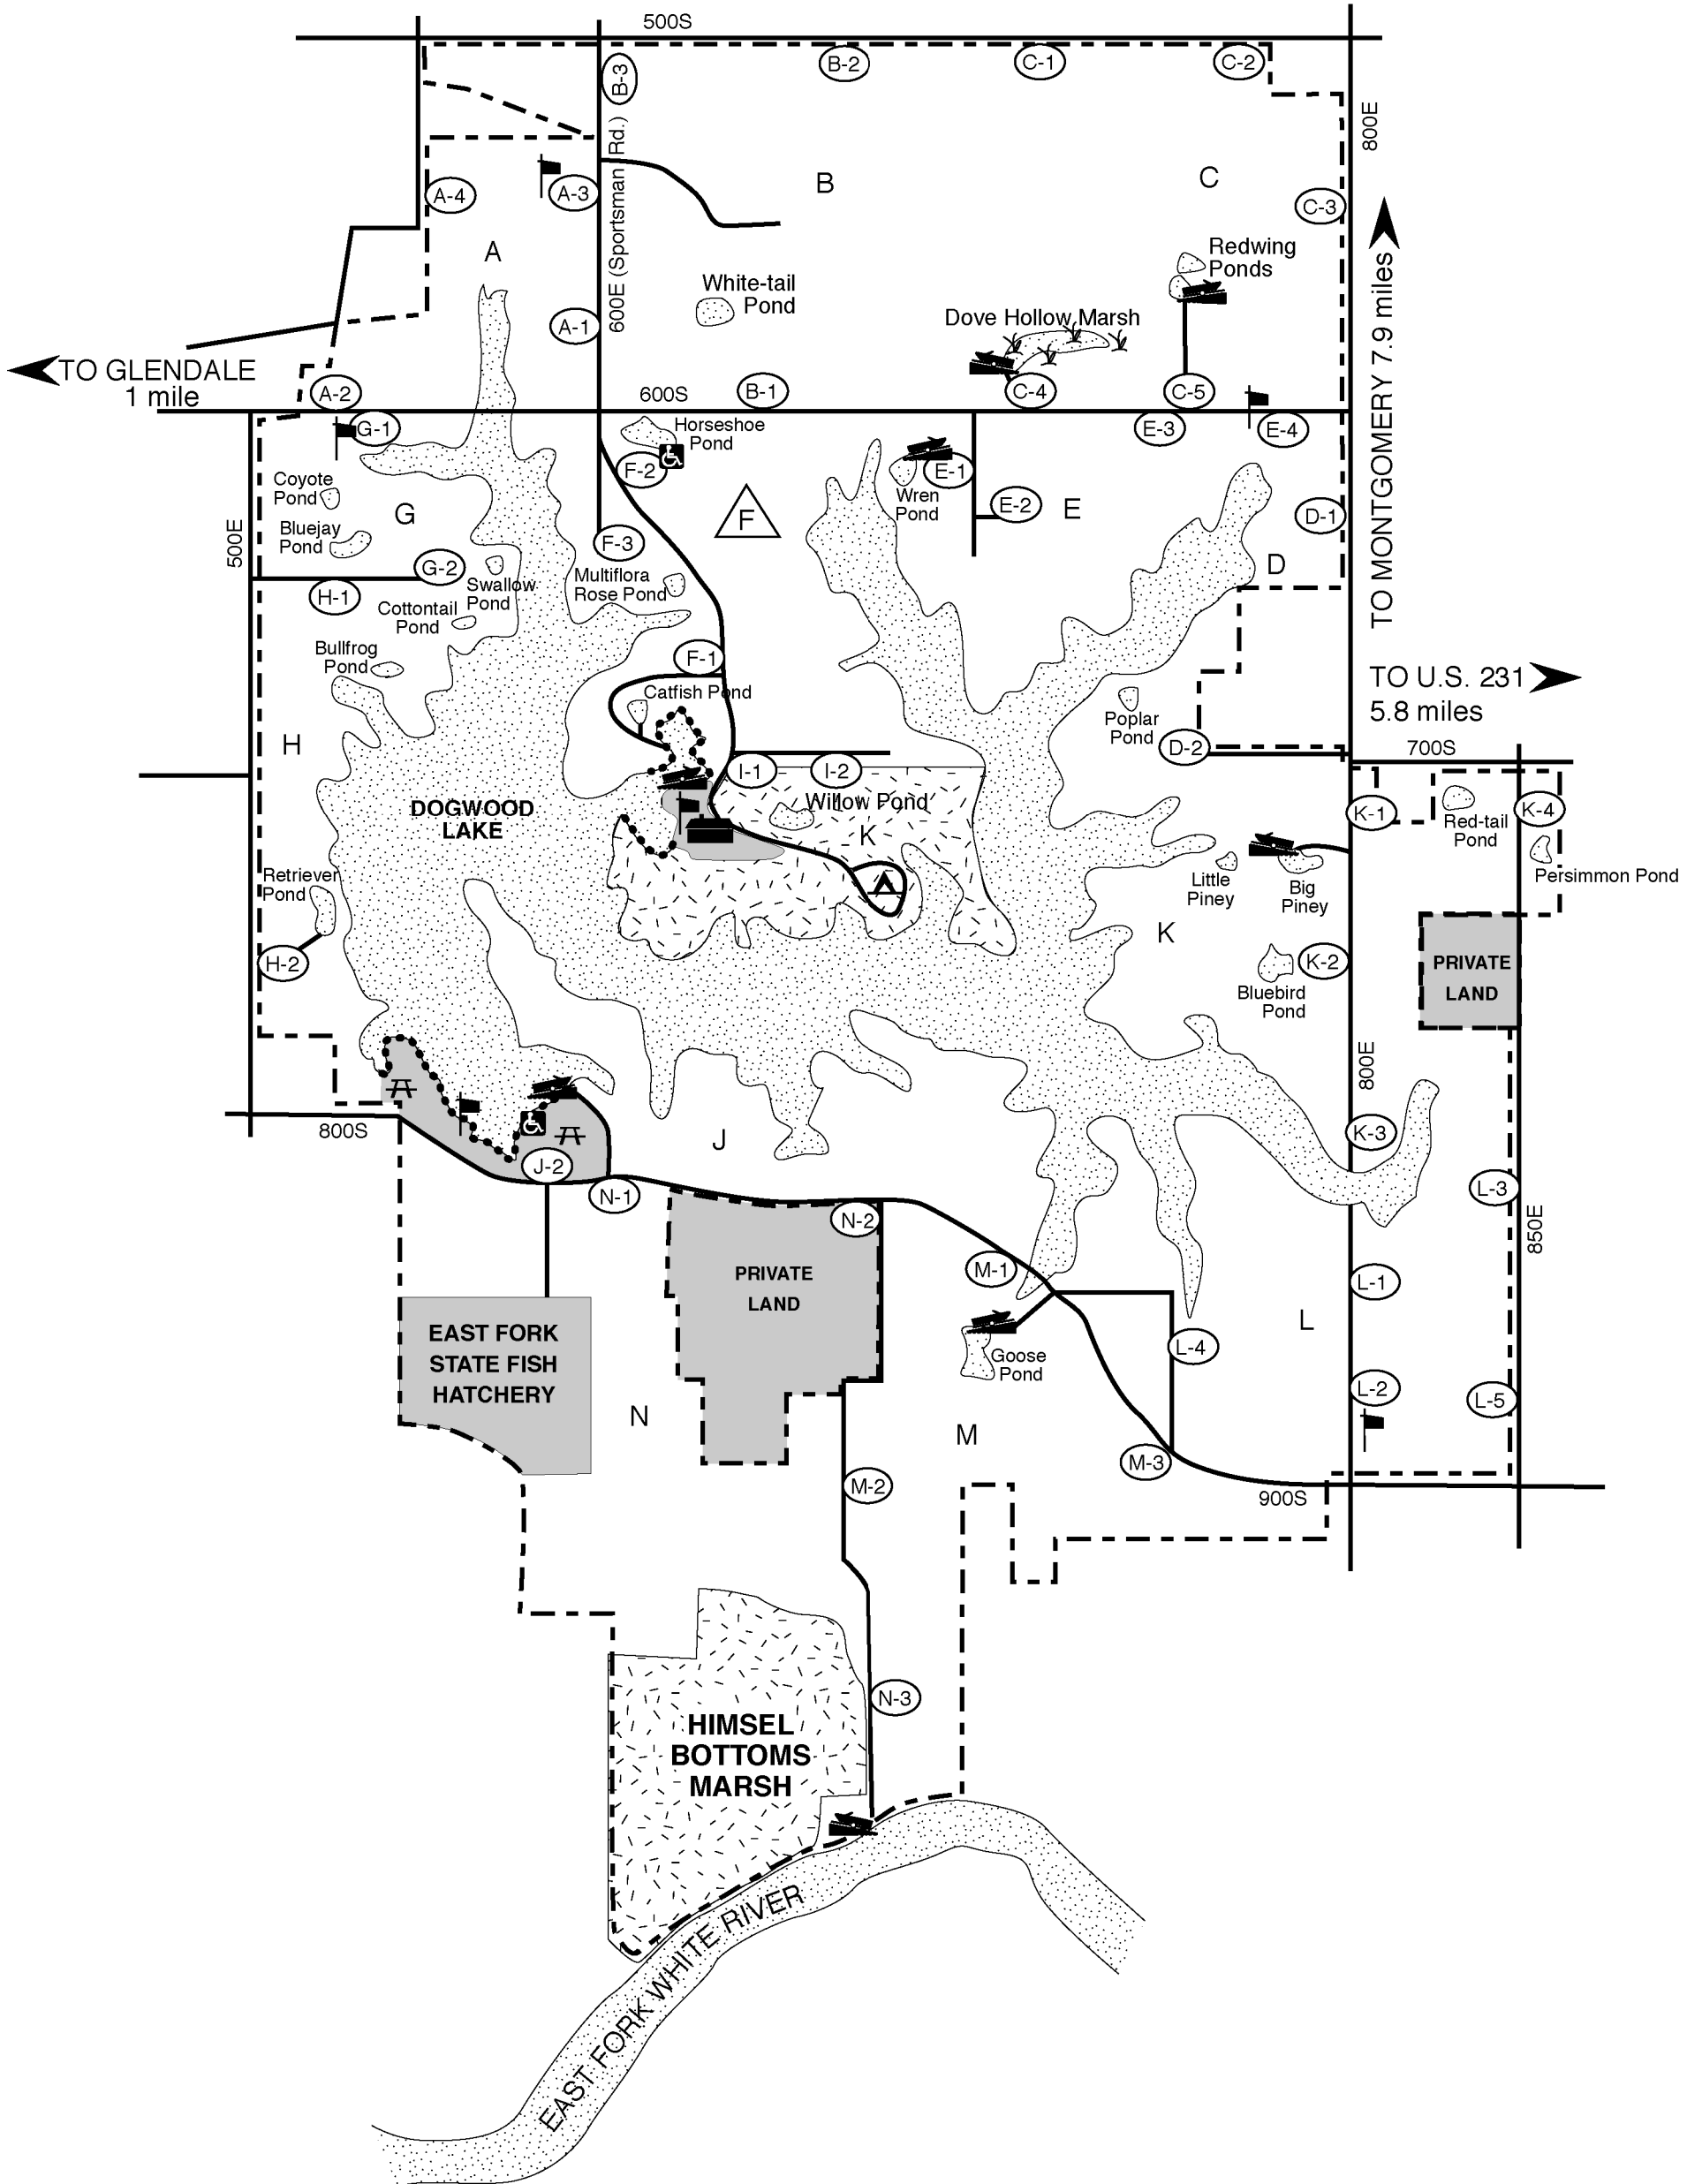 500S
B-3
B-2
C-1
C-2
800E
600E (Sportsman Rd.)
A-4
A-3
B
C
C-3
A
Redwing
Ponds
White-tail
Pond
A-1
Dove Hollow Marsh
TO MONTGOMERY 7.9 miles
TO GLENDALE
1 mile
A-2
B-1
C-4
C-5
600S
G-1
Horseshoe
Pond
E-3
E-4
F-2
E-1
Coyote
Pond
Wren
Pond
E-2
E
G
F
D-1
Bluejay
Pond
500E
F-3
G-2
D
Swallow
Pond
Multiflora
Rose Pond
H-1
Cottontail
Pond
Bullfrog
Pond
F-1
TO U.S. 231
5.8 miles
Catfish Pond
Poplar
Pond
H
D-2
700S
I-1
I-2
DOGWOOD
LAKE
Willow Pond
K
K-1
Red-tail
Pond
K-4
Retriever
Pond
Little
Piney
Big
Piney
Persimmon Pond
K
H-2
K-2
PRIVATE
LAND
Bluebird
Pond
800E
800S
J
K-3
J-2
N-1
L-3
N-2
850E
PRIVATE
LAND
M-1
L-1
L
EAST FORK
STATE FISH
HATCHERY
Goose
Pond
L-4
L-2
L-5
N
M
M-3
M-2
900S
N-3
HIMSEL
BOTTOMS
MARSH
EAST FORK WHITE RIVER